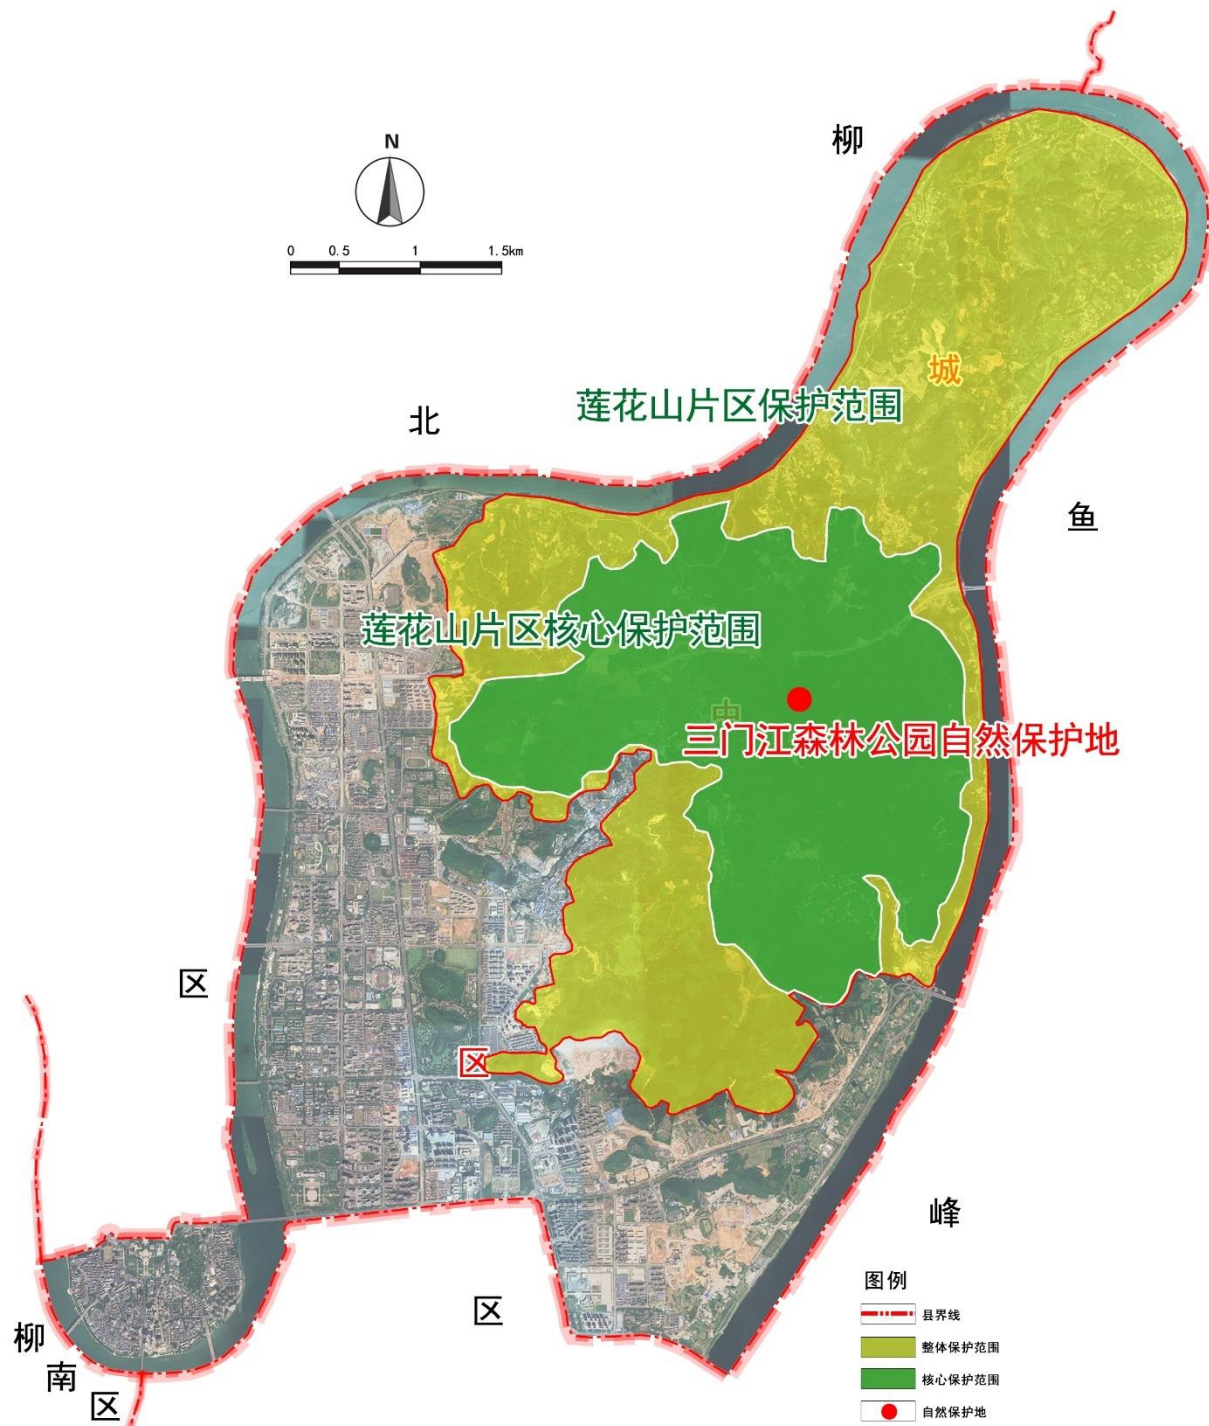 N
0 0.5 1 1.5km
柳
城
莲花山片区保护范围
北
鱼
莲花山片区核心保护范围
中
三门江森林公园自然保护地
区
区
峰
区
柳
南
区
图例
县界线
整体保护范围
核心保护范围
自然保护地